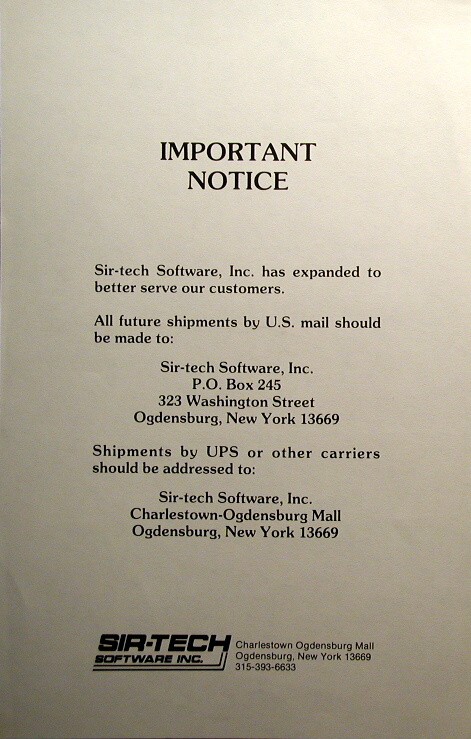 IMPORTANT
NOTICE
Sir-tech Software, Inc. has expanded to
better serve our customers.
All future shipments by U.S. mail should
be made to:
Sir-tech Software, Inc.
P.O. Box 245
323 Washington Street
Ogdensburg, New York 13669
Shipments by UPS or other carriers
should be addressed to:
Sir-tech Software, Inc.
Charlestown-Ogdensburg Mall
Ogdensburg, New York 13669
SIR-TECH
SOFTWARE INC.
Charlestown Ogdensburg Mall
Ogdensburg, New York 13669
315-393-6633